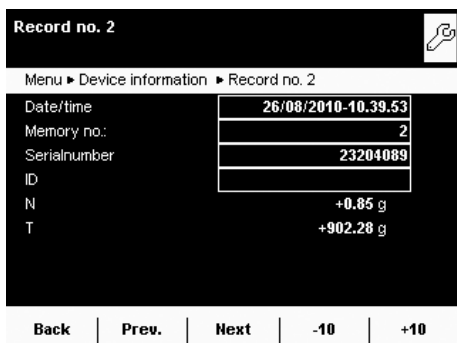 Record no. 2
Menu ▸ Device information ▸ Record no. 2
Date/time 26/08/2010-10.39.53
Memory no.: 2
Serialnumber 23204089
ID
N +0.85 g
T +902.28 g
Back Prev. Next -10 +10